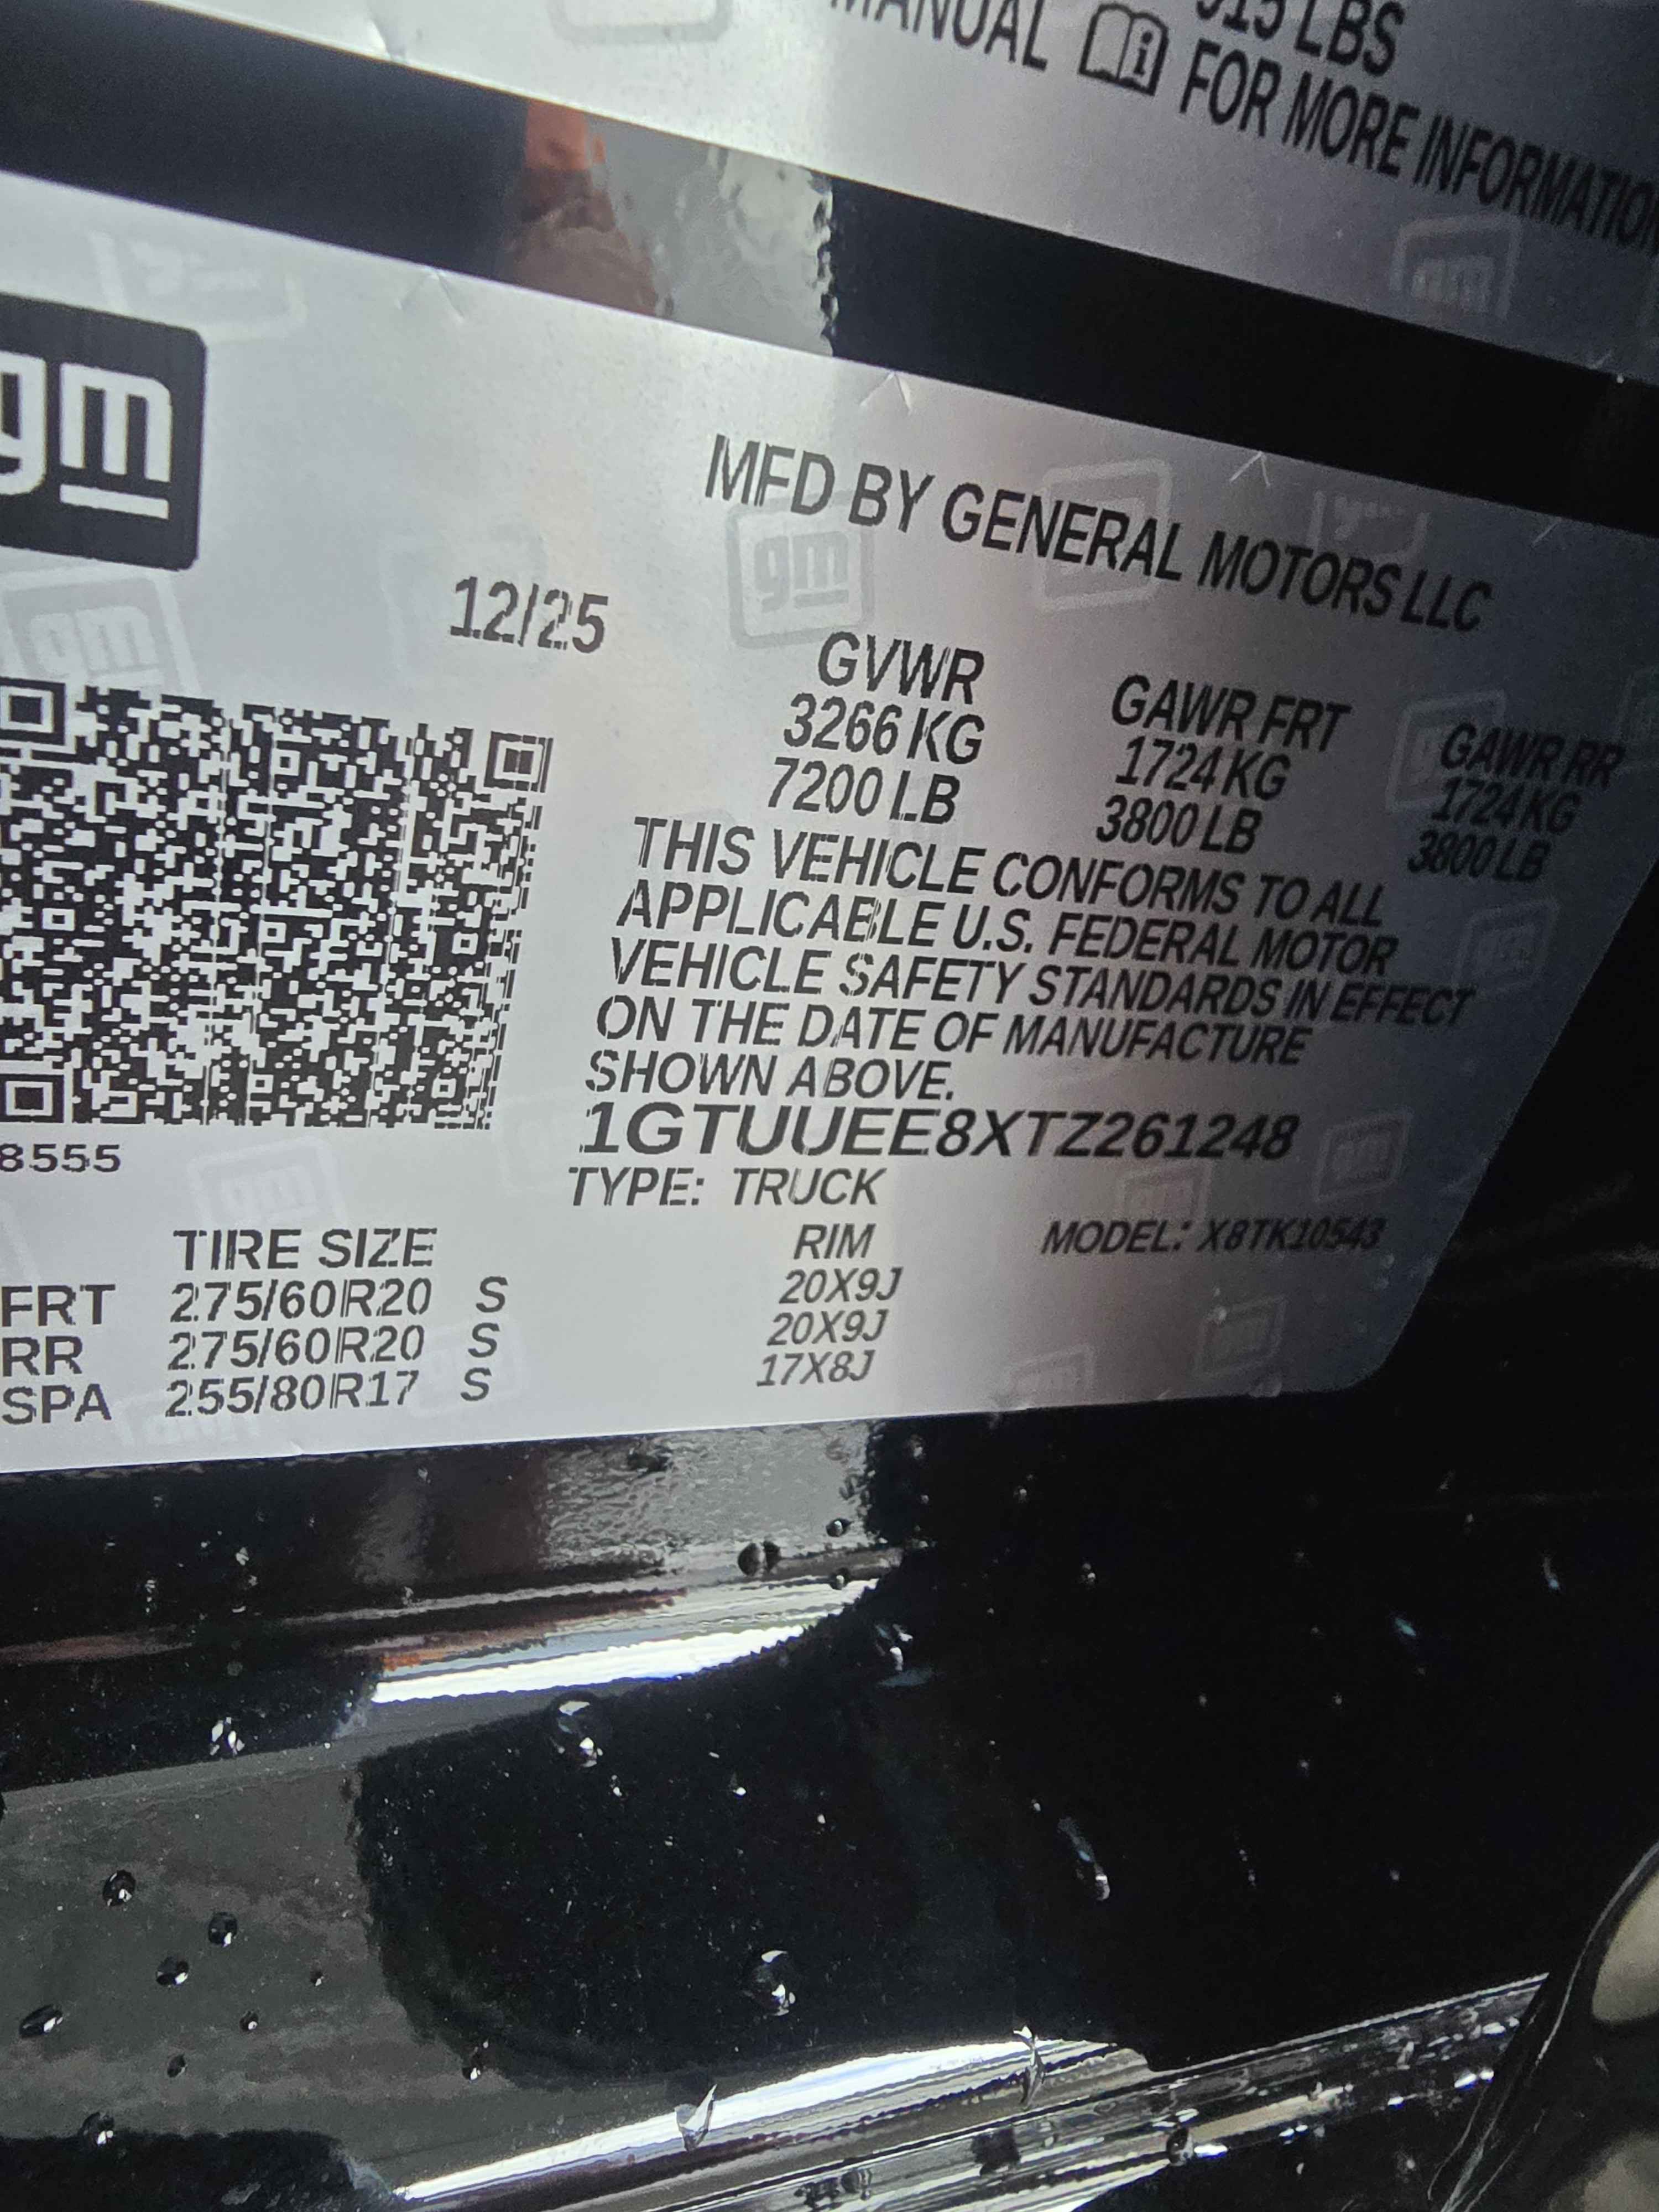 915 LBS
MANUAL FOR MORE INFORMATION
gm
MFD BY GENERAL MOTORS LLC
12/25
GVWR GAWR FRT GAWR RR
3266 KG 1724 KG 1724 KG
7200 LB 3800 LB 3800 LB
THIS VEHICLE CONFORMS TO ALL
APPLICABLE U.S. FEDERAL MOTOR
VEHICLE SAFETY STANDARDS IN EFFECT
ON THE DATE OF MANUFACTURE
SHOWN ABOVE.
1GTUUEE8XTZ261248
8555
TYPE: TRUCK MODEL: X8TK10543
TIRE SIZE RIM
FRT 275/60R20 S 20X9J
RR 275/60R20 S 20X9J
SPA 255/80R17 S 17X8J